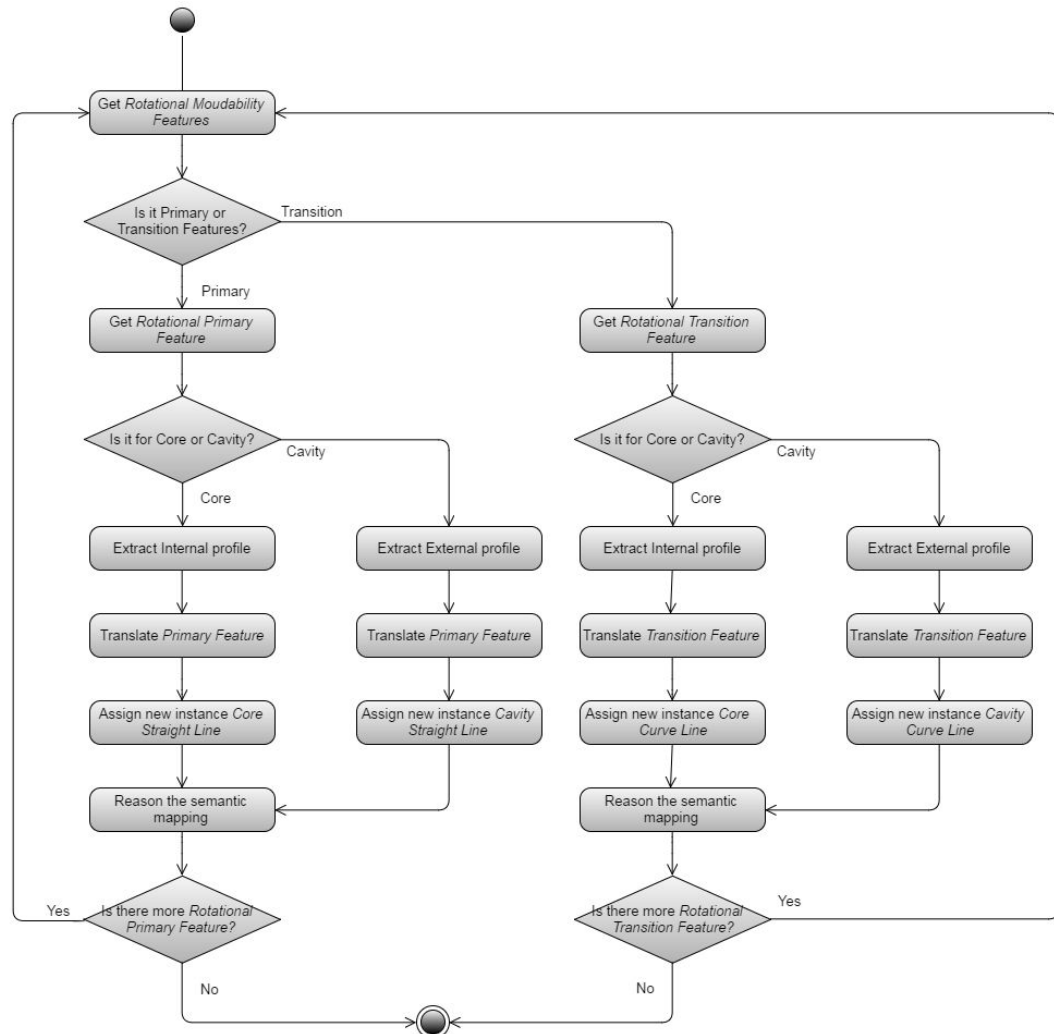 Get Rotational Moudability
Features
Is it Primary or
Transition Features?
Transition
Primary
Get Rotational Primary
Feature
Get Rotational Transition
Feature
Is it for Core or Cavity?
Cavity
Core
Is it for Core or Cavity?
Cavity
Core
Extract Internal profile
Extract External profile
Extract Internal profile
Extract External profile
Translate Primary Feature
Translate Primary Feature
Translate Transition Feature
Translate Transition Feature
Assign new instance Core
Straight Line
Assign new instance Cavity
Straight Line
Assign new instance Core
Curve Line
Assign new instance Cavity
Curve Line
Reason the semantic
mapping
Reason the semantic
mapping
Yes
Is there more Rotational
Primary Feature?
Is there more Rotational
Transition Feature?
Yes
No
No